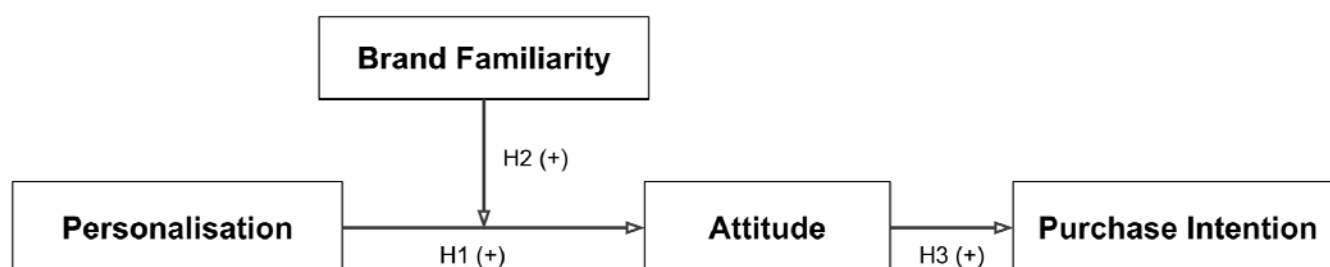 Brand Familiarity
H2 (+)
Personalisation
H1 (+)
Attitude
H3 (+)
Purchase Intention